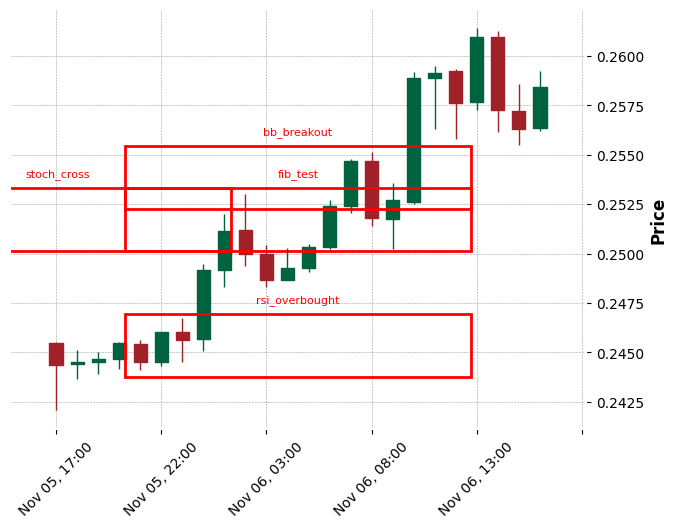 bb_breakout
stoch_cross
fib_test
rsi_overbought
0.2600
0.2575
0.2550
0.2525
0.2500
0.2475
0.2450
0.2425
Price
Nov 05, 17:00
Nov 05, 22:00
Nov 06, 03:00
Nov 06, 08:00
Nov 06, 13:00